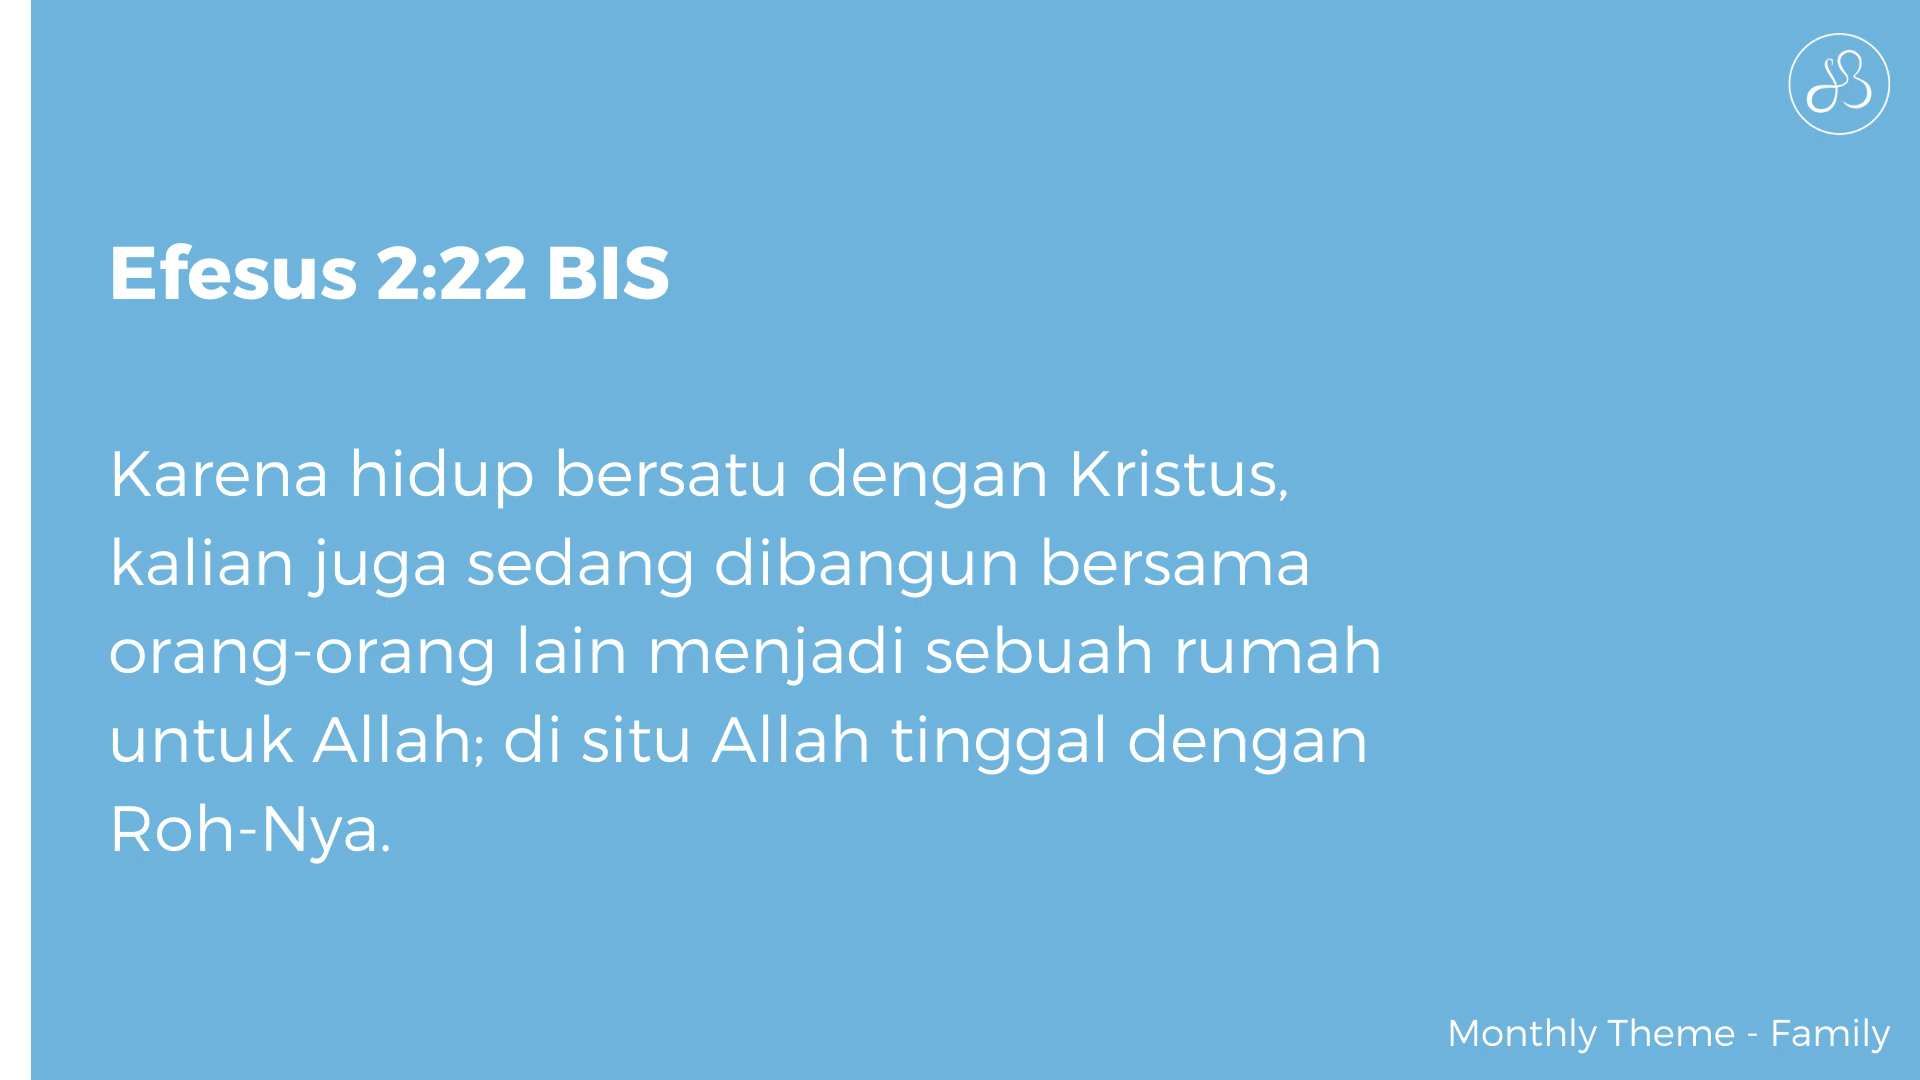 Efesus 2:22 BIS
Karena hidup bersatu dengan Kristus,
kalian juga sedang dibangun bersama
orang-orang lain menjadi sebuah rumah
untuk Allah; di situ Allah tinggal dengan
Roh-Nya.
Monthly Theme - Family